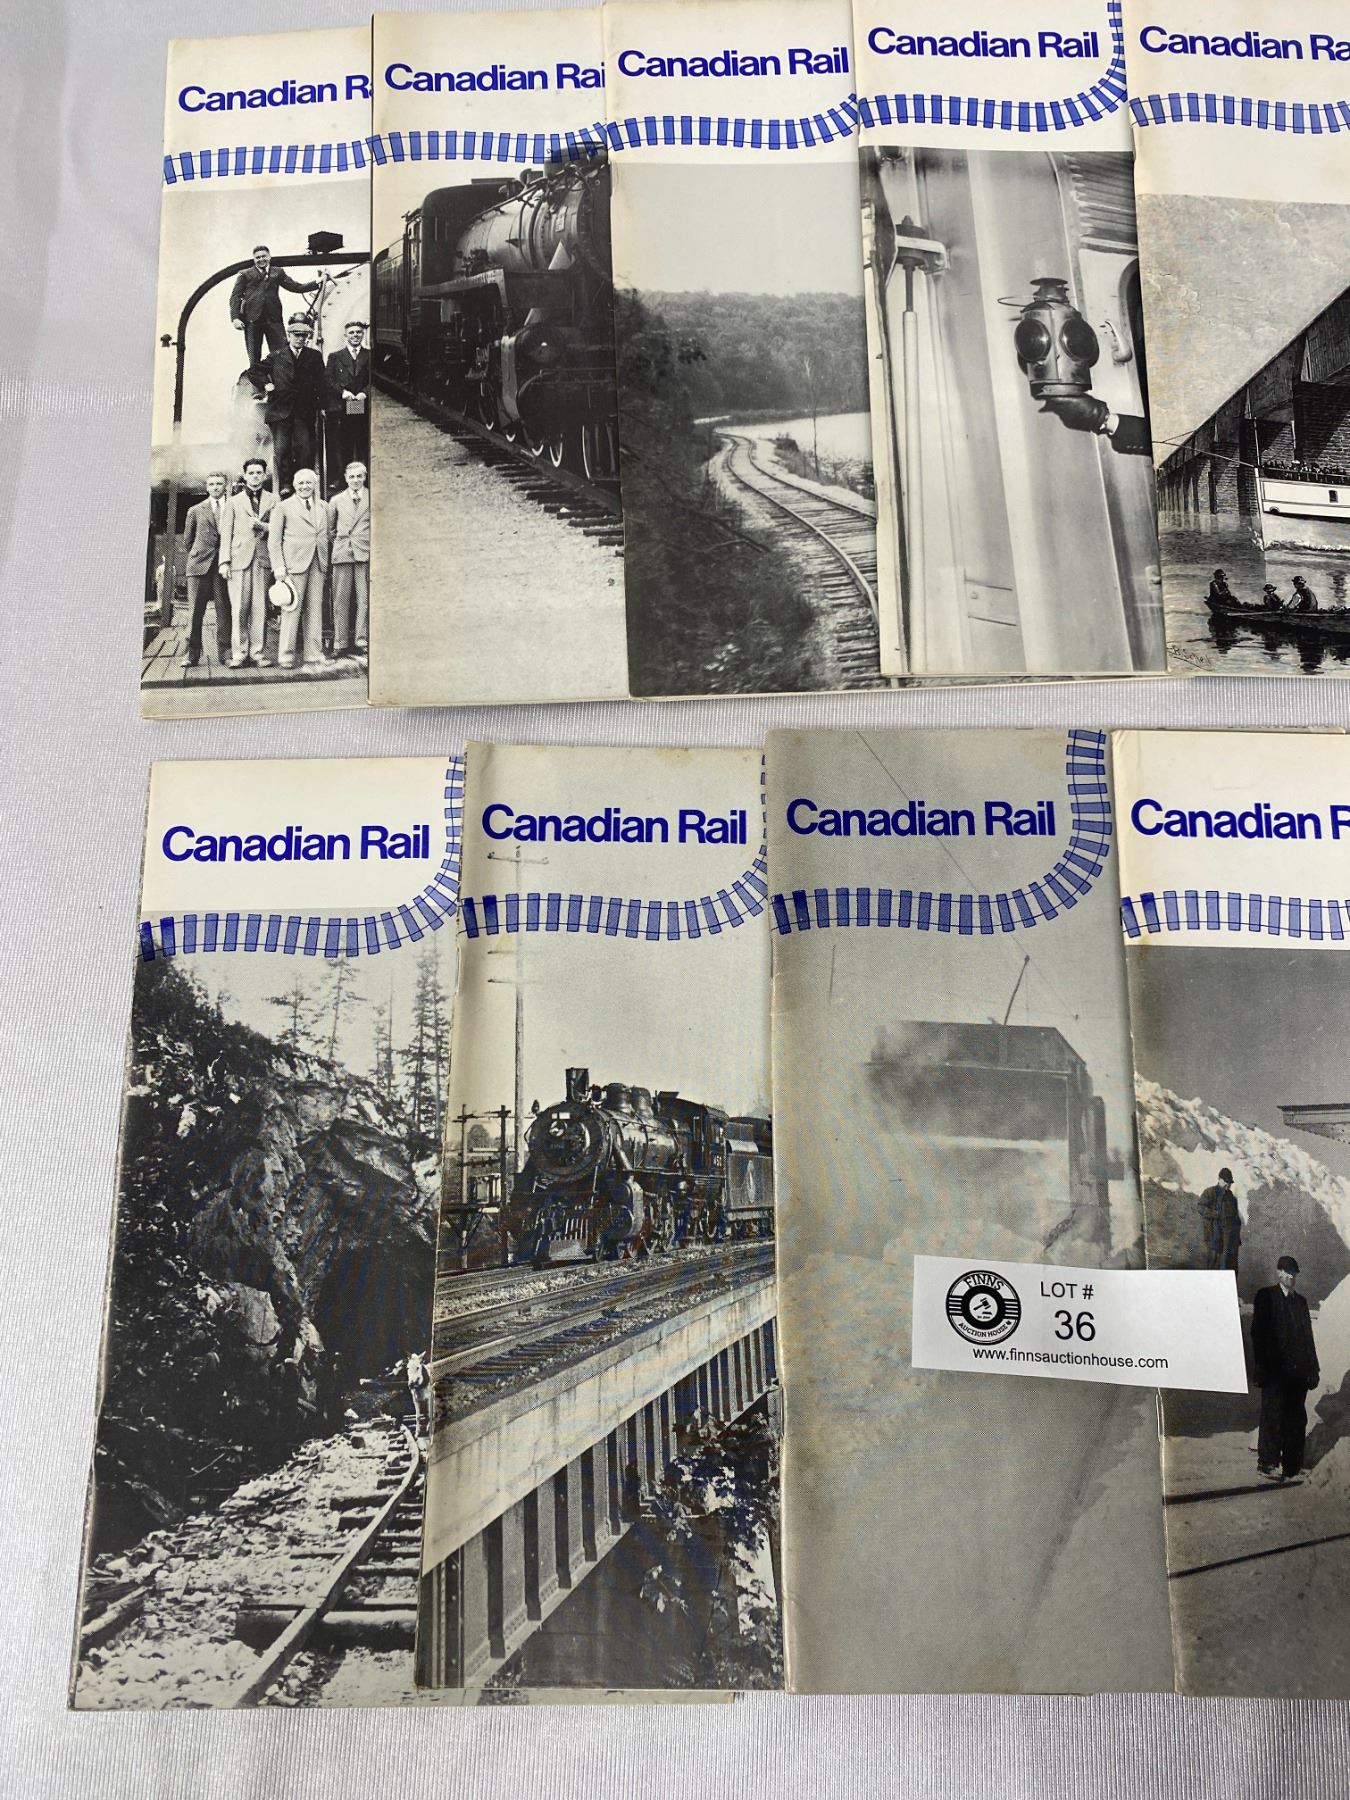 Canadian Ra
Canadian Rai
Canadian Rail
Canadian Rail
Canadian Ra
Canadian Rail
Canadian Rail
Canadian Rail
Canadian R
FINNS
AUCTION HOUSE
LOT #
36
www.finnsauctionhouse.com